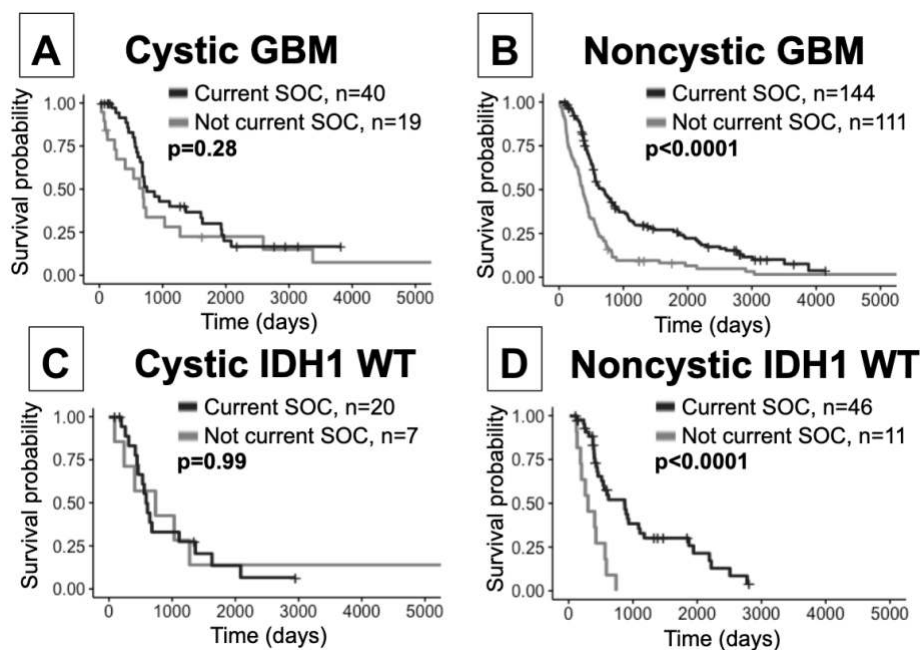 A Cystic GBM
Current SOC, n=40
Not current SOC, n=19
p=0.28
Survival probability
1.00
0.75
0.50
0.25
0.00
0 1000 2000 3000 4000 5000
Time (days)
B Noncystic GBM
Current SOC, n=144
Not current SOC, n=111
p<0.0001
Survival probability
1.00
0.75
0.50
0.25
0.00
0 1000 2000 3000 4000 5000
Time (days)
C Cystic IDH1 WT
Current SOC, n=20
Not current SOC, n=7
p=0.99
Survival probability
1.00
0.75
0.50
0.25
0.00
0 1000 2000 3000 4000 5000
Time (days)
D Noncystic IDH1 WT
Current SOC, n=46
Not current SOC, n=11
p<0.0001
Survival probability
1.00
0.75
0.50
0.25
0.00
0 1000 2000 3000 4000 5000
Time (days)